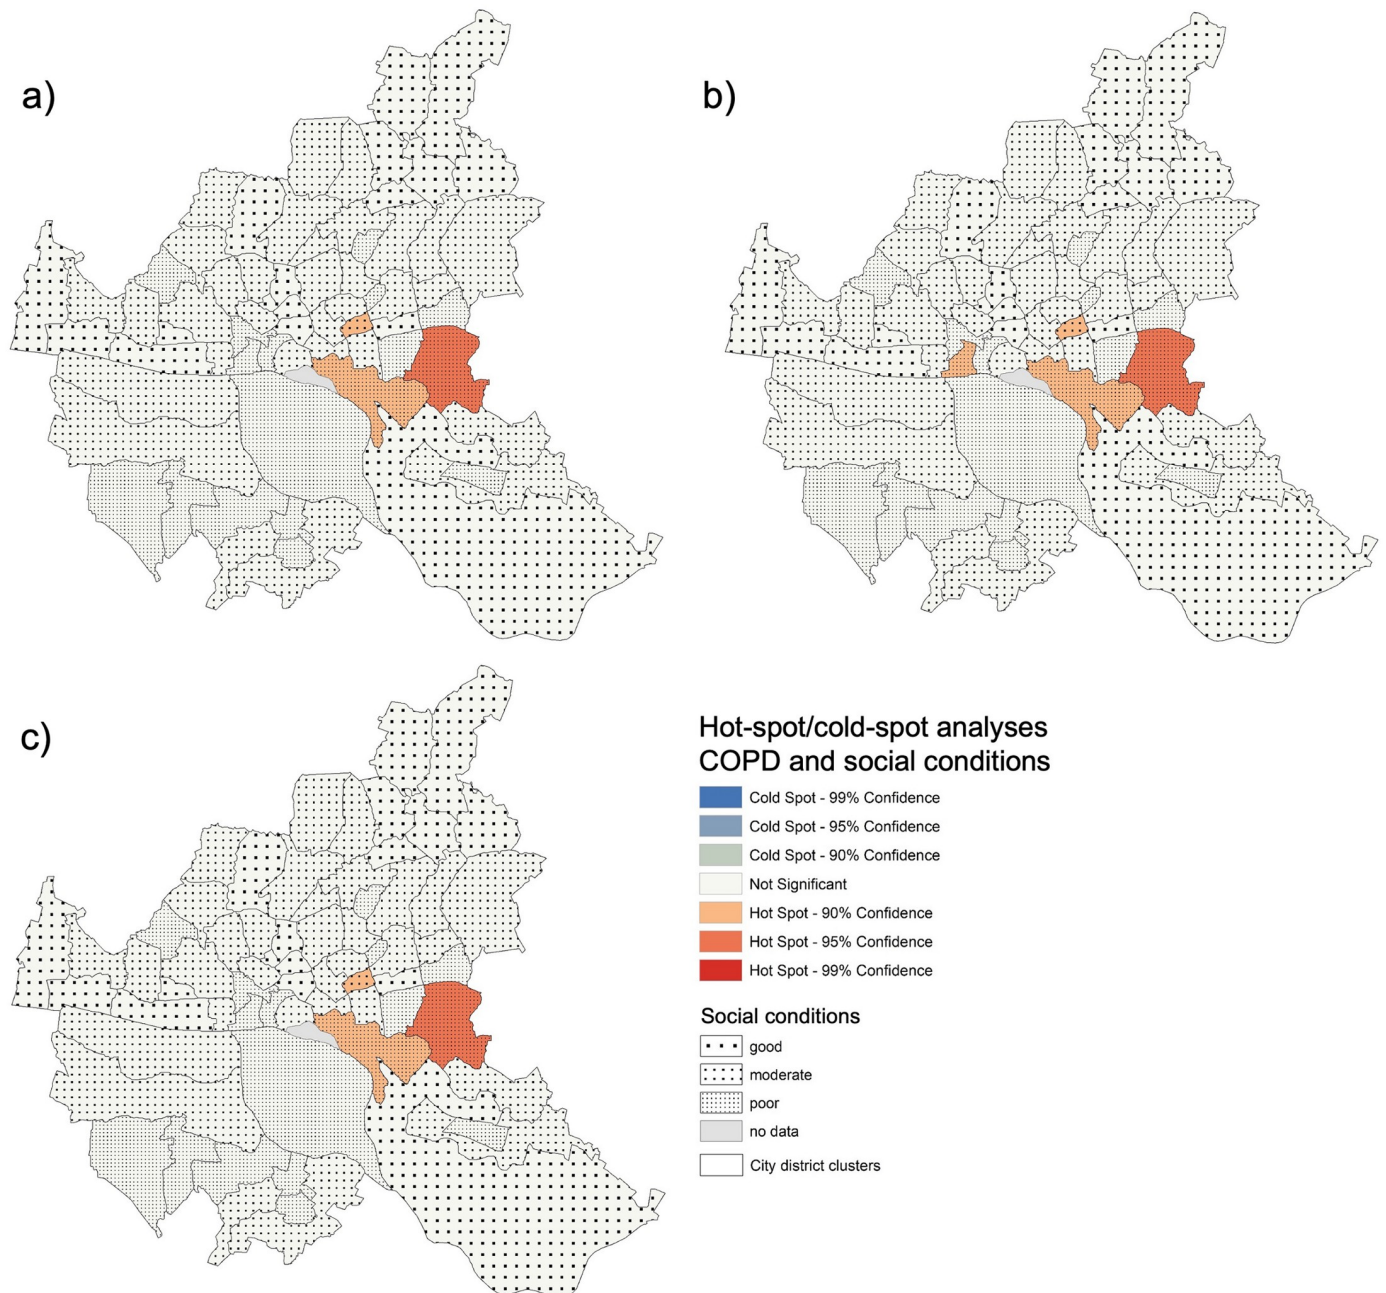 a)
b)
c)
Hot-spot/cold-spot analyses
COPD and social conditions
Cold Spot - 99% Confidence
Cold Spot - 95% Confidence
Cold Spot - 90% Confidence
Not Significant
Hot Spot - 90% Confidence
Hot Spot - 95% Confidence
Hot Spot - 99% Confidence
Social conditions
good
moderate
poor
no data
City district clusters